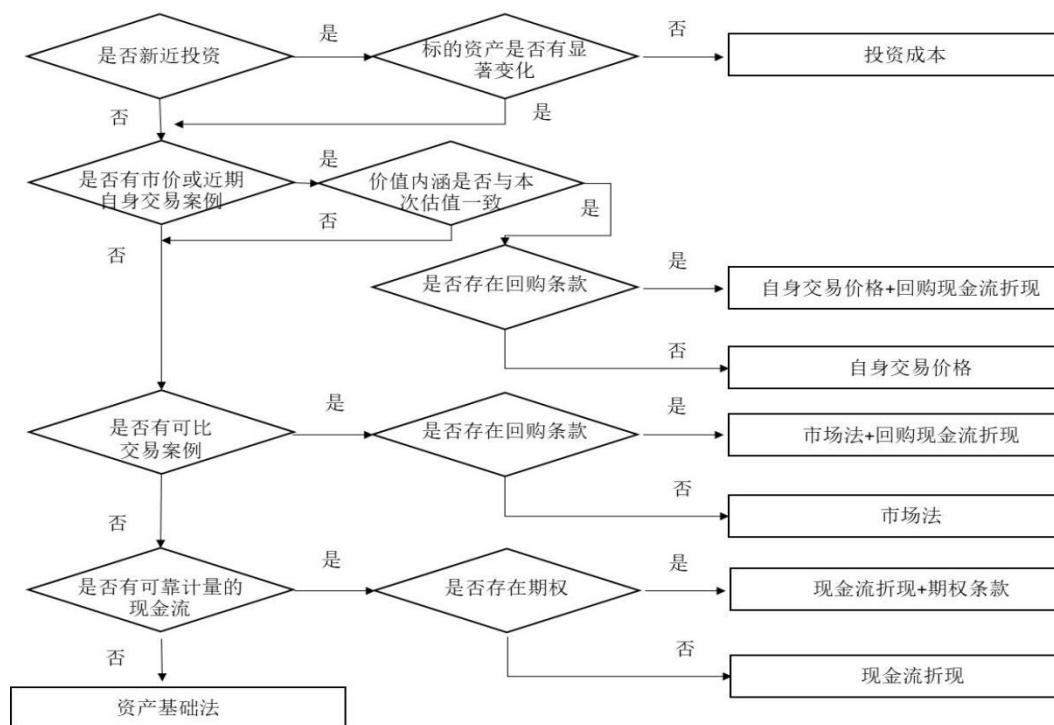 是否新近投资
是
标的资产是否有显
著变化
否
投资成本
否
是
是否有市价或近期
自身交易案例
是
价值内涵是否与本
次估值一致
是
否
否
是否存在回购条款
是
自身交易价格+回购现金流折现
否
自身交易价格
是否有可比
交易案例
是
是否存在回购条款
是
市场法+回购现金流折现
否
市场法
否
是否有可靠计量的
现金流
是
是否存在期权
是
现金流折现+期权条款
否
现金流折现
否
资产基础法